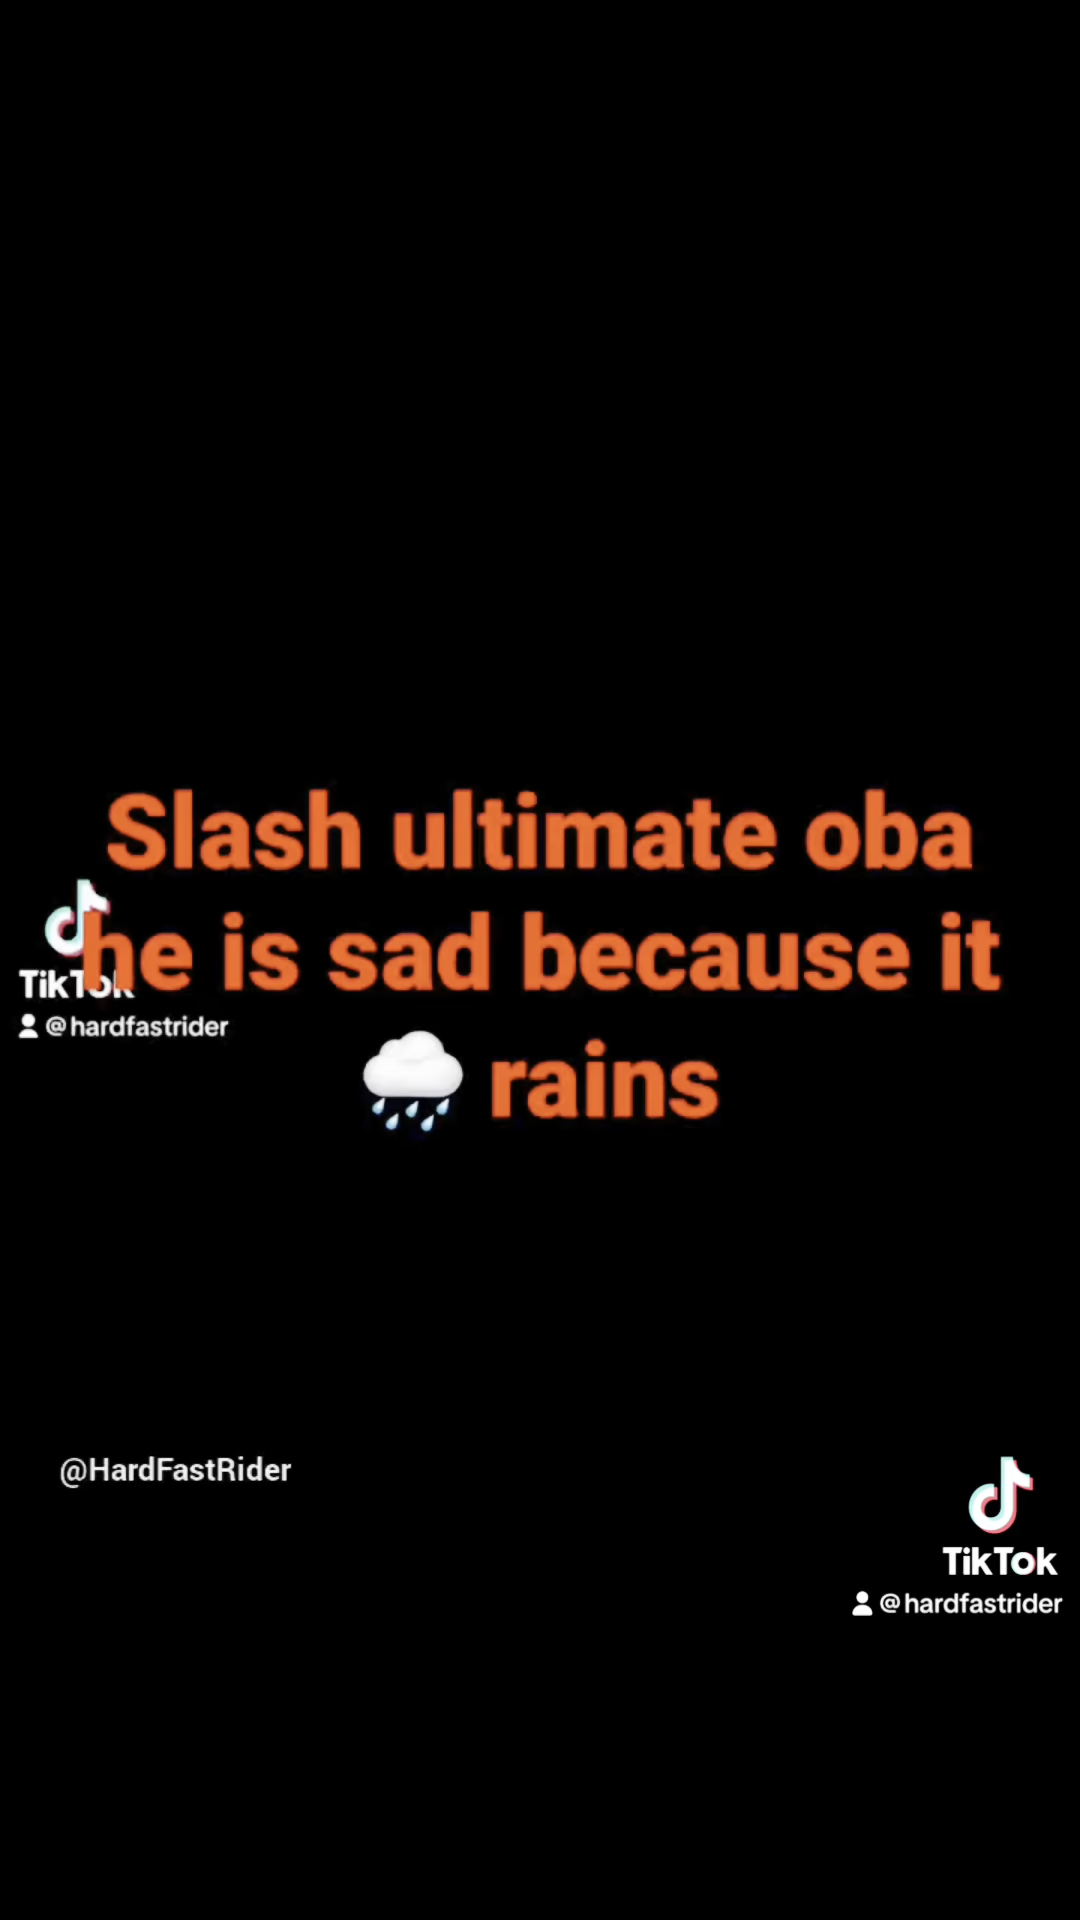 Slash ultimate oba
he is sad because it
🌧️ rains
TikTok
@hardfastrider
@HardFastRider
TikTok
@hardfastrider